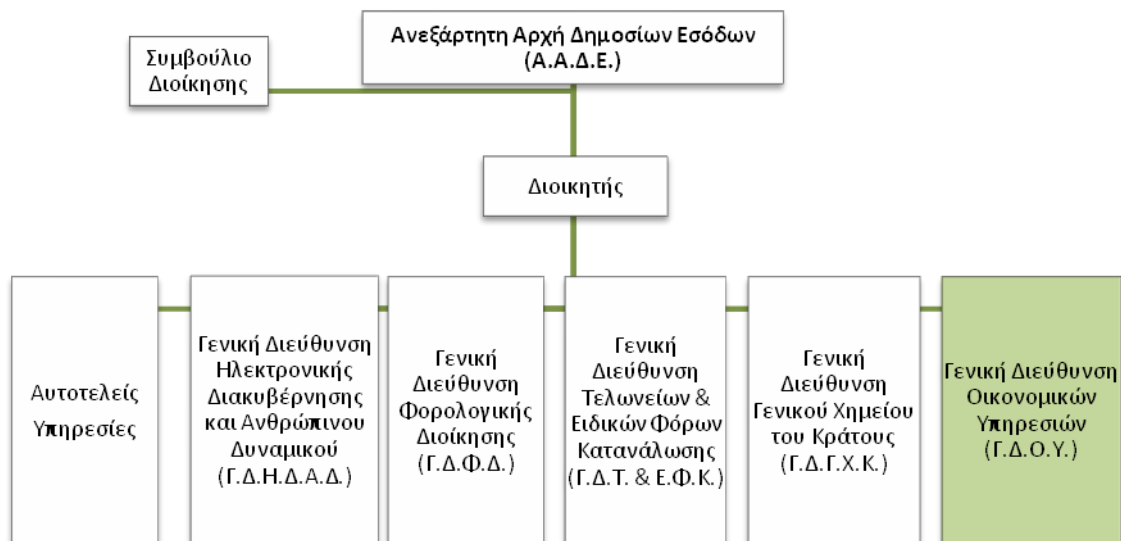 Ανεξάρτητη Αρχή Δημοσίων Εσόδων
(Α.Α.Δ.Ε.)
Συμβούλιο
Διοίκησης
Διοικητής
Αυτοτελείς
Υπηρεσίες
Γενική Διεύθυνση
Ηλεκτρονικής
Διακυβέρνησης
και Ανθρώπινου
Δυναμικού
(Γ.Δ.Η.Δ.Α.Δ.)
Γενική
Διεύθυνση
Φορολογικής
Διοίκησης
(Γ.Δ.Φ.Δ.)
Γενική
Διεύθυνση
Τελωνείων &
Ειδικών Φόρων
Κατανάλωσης
(Γ.Δ.Τ. & Ε.Φ.Κ.)
Γενική
Διεύθυνση
Γενικού Χημείου
του Κράτους
(Γ.Δ.Γ.Χ.Κ.)
Γενική Διεύθυνση
Οικονομικών
Υπηρεσιών
(Γ.Δ.Ο.Υ.)